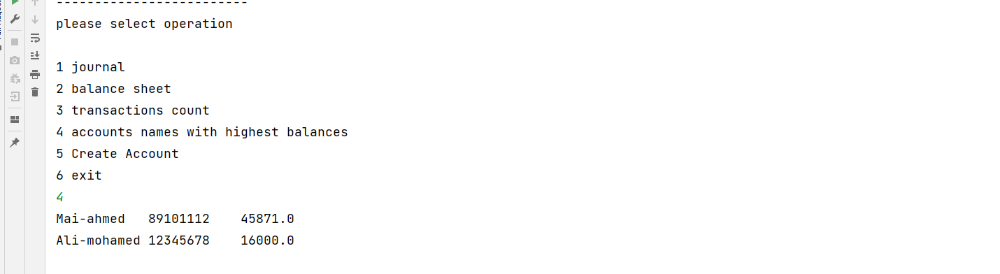 -------------------------
please select operation
1 journal
2 balance sheet
3 transactions count
4 accounts names with highest balances
5 Create Account
6 exit
4
Mai-ahmed   89101112    45871.0
Ali-mohamed 12345678    16000.0